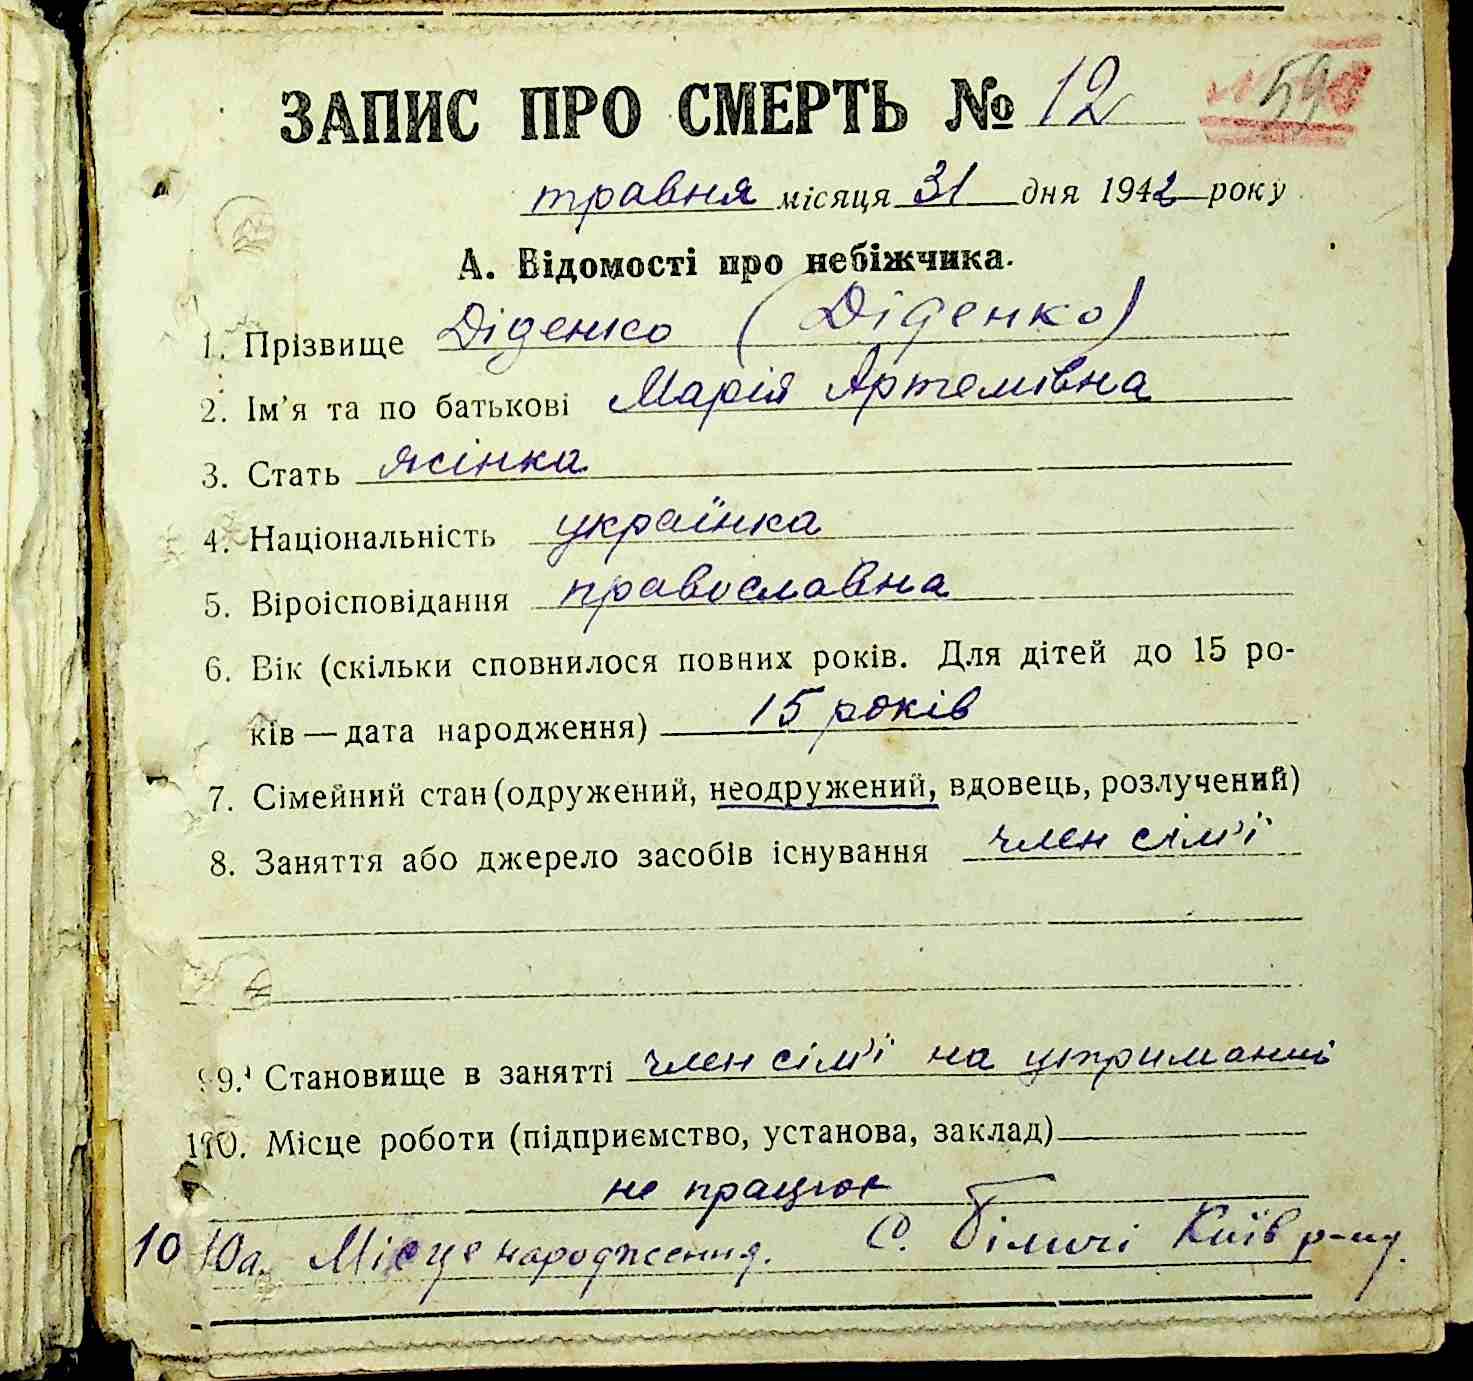 ЗАПИС ПРО СМЕРТЬ № 12 59
травня місяця 31 дня 1942 року
А. Відомості про небіжчика.
1. Прізвище Діденко (Діденко)
2. Ім'я та по батькові Марія Артемівна
3. Стать жінка
4. Національність українка
5. Віроісповідання православна
6. Вік (скільки сповнилося повних років. Для дітей до 15 ро-
ків — дата народження) 15 років
7. Сімейний стан (одружений, неодружений, вдовець, розлучений)
8. Заняття або джерело засобів існування член сім'ї
9. Становище в занятті член сім'ї на утриманні
10. Місце роботи (підприємство, установа, заклад)
не працює
10 10а. Місце народження. С. Біличі Київ р-ну.